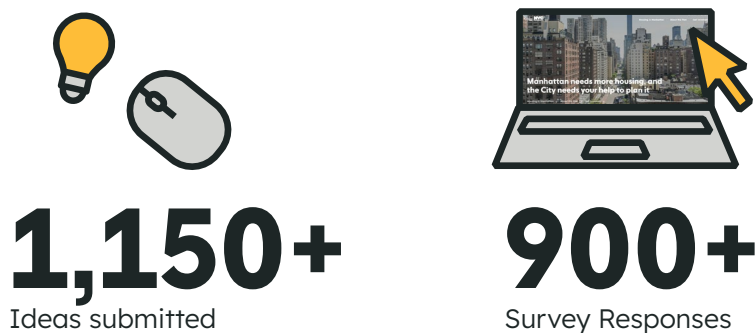 NYC
Manhattan needs more housing, and
the City needs your help to plan it
1,150+
Ideas submitted
900+
Survey Responses